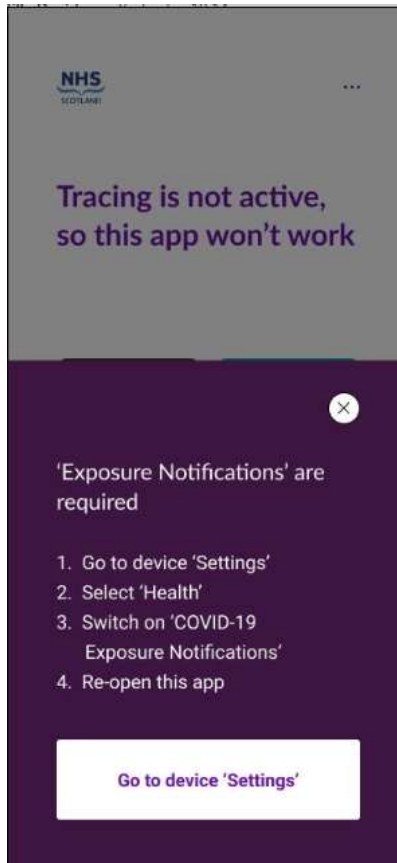 NHS
SCOTLAND
...
Tracing is not active,
so this app won't work
'Exposure Notifications' are
required
1. Go to device 'Settings'
2. Select 'Health'
3. Switch on 'COVID-19
Exposure Notifications'
4. Re-open this app
Go to device 'Settings'